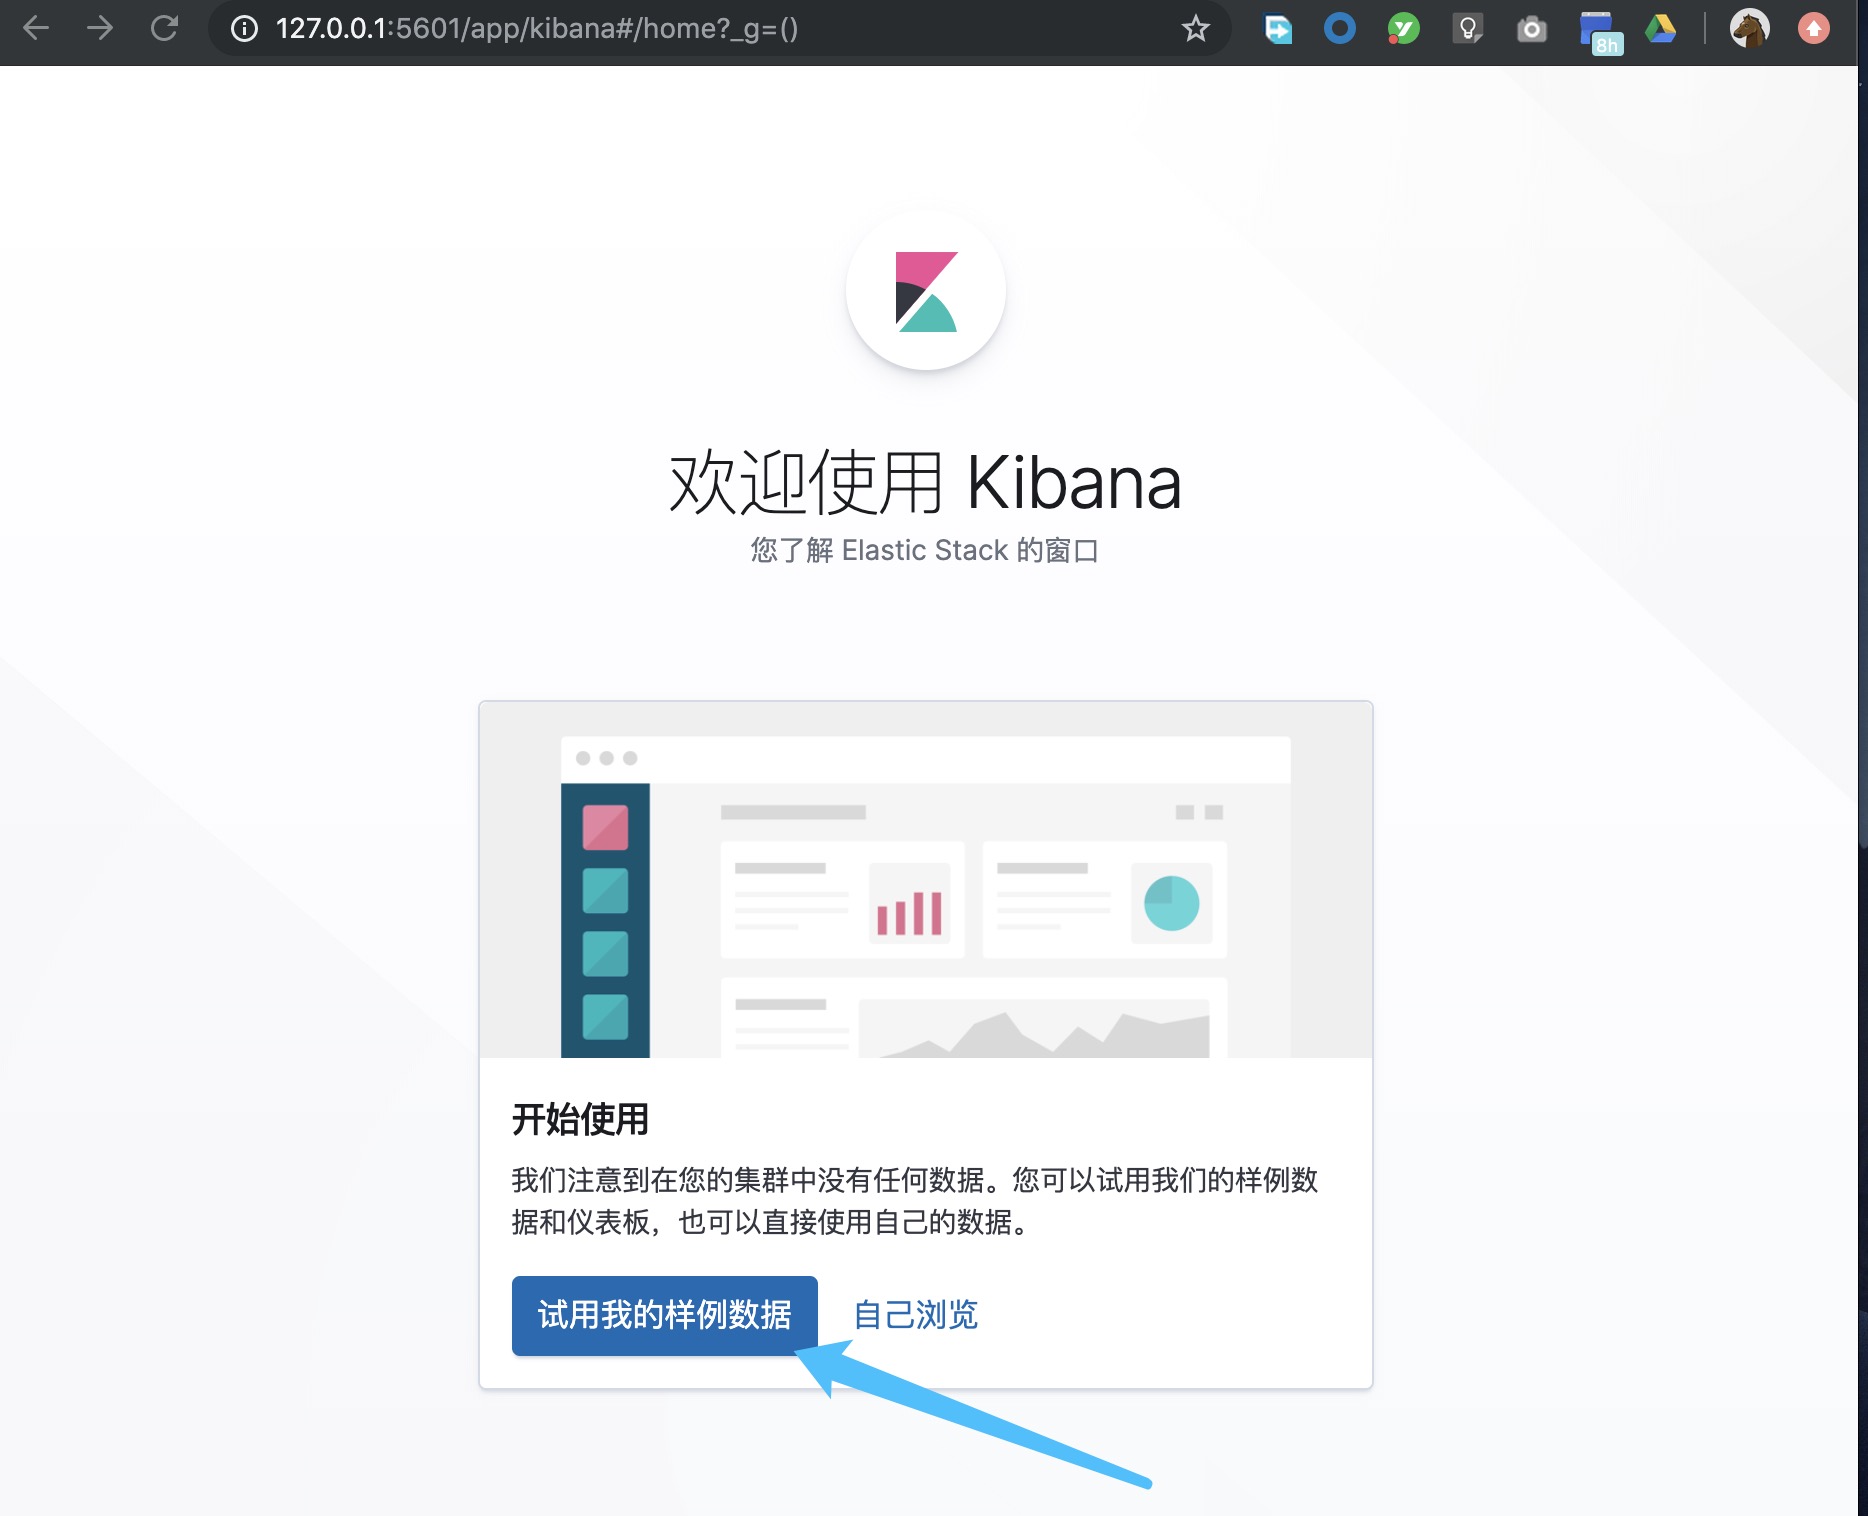 127.0.0.1:5601/app/kibana#/home?_g=()
8h
欢迎使用 Kibana
您了解 Elastic Stack 的窗口
开始使用
我们注意到在您的集群中没有任何数据。您可以试用我们的样例数
据和仪表板，也可以直接使用自己的数据。
试用我的样例数据 自己浏览